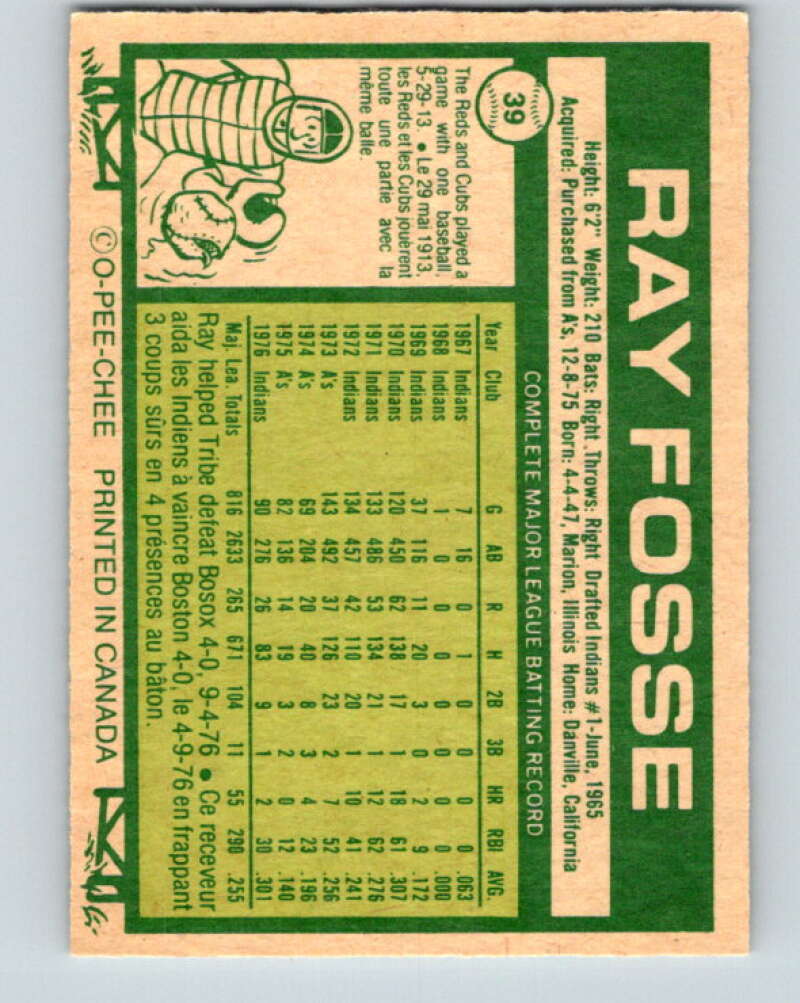 39
RAY FOSSE
Height: 6'2" Weight: 210 Bats: Right Throws: Right Drafted Indians #1-June, 1965
Acquired: Purchased from A's, 12-8-75 Born: 4-4-47, Marion, Illinois Home: Danville, California
The Reds and Cubs played a
game with one baseball,
5-29-13. • Le 29 mai 1913,
les Reds et les Cubs jouèrent
toute une partie avec la
même balle.
COMPLETE MAJOR LEAGUE BATTING RECORD
Year Club G AB R H 2B 3B HR RBI AVG
1967 Indians 7 16 0 1 0 0 0 0 .063
1968 Indians 1 0 0 0 0 0 0 0 .000
1969 Indians 37 116 11 20 3 0 2 9 .172
1970 Indians 120 450 62 138 17 1 18 61 .307
1971 Indians 133 486 53 134 21 1 12 62 .276
1972 Indians 134 457 42 110 20 1 10 41 .241
1973 A's 143 492 37 126 23 2 7 52 .256
1974 A's 69 204 20 40 8 3 4 23 .196
1975 A's 82 136 14 19 3 2 0 12 .140
1976 Indians 90 276 26 83 9 1 2 30 .301
Maj. Lea. Totals 816 2633 265 671 104 11 55 290 .255
Ray helped Tribe defeat Bosox 4-0, 9-4-76 • Ce receveur
aida les Indiens à vaincre Boston 4-0, le 4-9-76 en frappant
3 coups sûrs en 4 présences au bâton.
©O-PEE-CHEE PRINTED IN CANADA